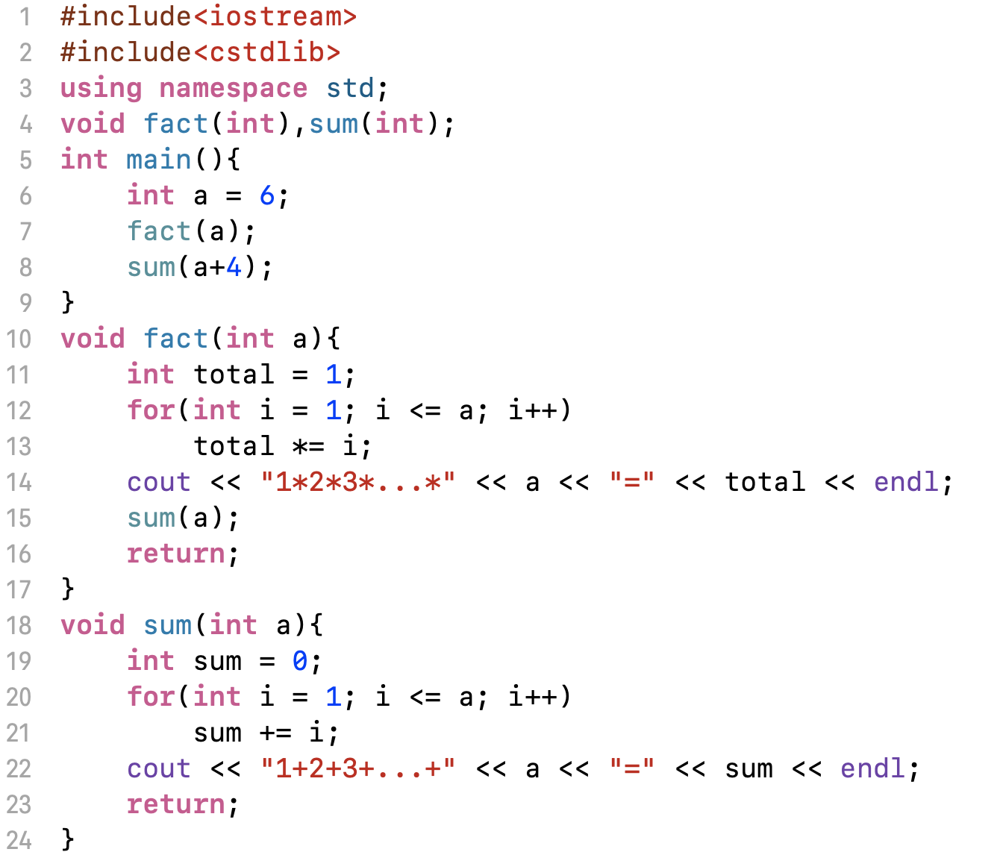 1 #include<iostream>
2 #include<cstdlib>
3 using namespace std;
4 void fact(int),sum(int);
5 int main(){
6     int a = 6;
7     fact(a);
8     sum(a+4);
9 }
10 void fact(int a){
11     int total = 1;
12     for(int i = 1; i <= a; i++)
13         total *= i;
14     cout << "1*2*3*...*" << a << "=" << total << endl;
15     sum(a);
16     return;
17 }
18 void sum(int a){
19     int sum = 0;
20     for(int i = 1; i <= a; i++)
21         sum += i;
22     cout << "1+2+3+...+" << a << "=" << sum << endl;
23     return;
24 }